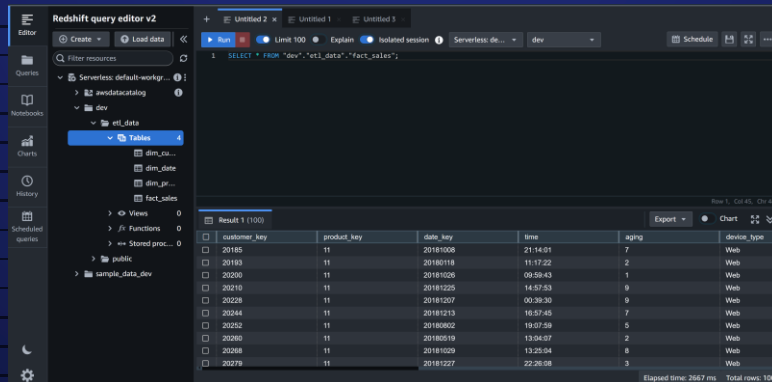 Editor
Queries
Notebooks
Charts
History
Scheduled
queries
Redshift query editor v2
Create
Load data
Filter resources
Serverless: default-workgr...
awsdatacatalog
dev
etl_data
Tables 4
dim_cu...
dim_date
dim_pr...
fact_sales
Views 0
Functions 0
Stored proc... 0
public
sample_data_dev
+ Untitled 2 × Untitled 1 Untitled 3
Run Limit 100 Explain Isolated session Serverless: de... dev Schedule
1 SELECT * FROM "dev"."etl_data"."fact_sales";
Row 1, Col 45, Chr
Result 1 (100) Export Chart
customer_key product_key date_key time aging device_type
20185 11 20181008 21:14:01 7 Web
20193 11 20180118 11:17:22 2 Web
20200 11 20181026 09:59:43 1 Web
20210 11 20181225 14:57:53 9 Web
20228 11 20181207 00:39:30 9 Web
20244 11 20181213 16:57:45 7 Web
20252 11 20180802 19:07:59 5 Web
20260 11 20180519 13:04:07 2 Web
20268 11 20181029 13:25:04 8 Web
20279 11 20181227 22:26:08 3 Web
Elapsed time: 2667 ms Total rows: